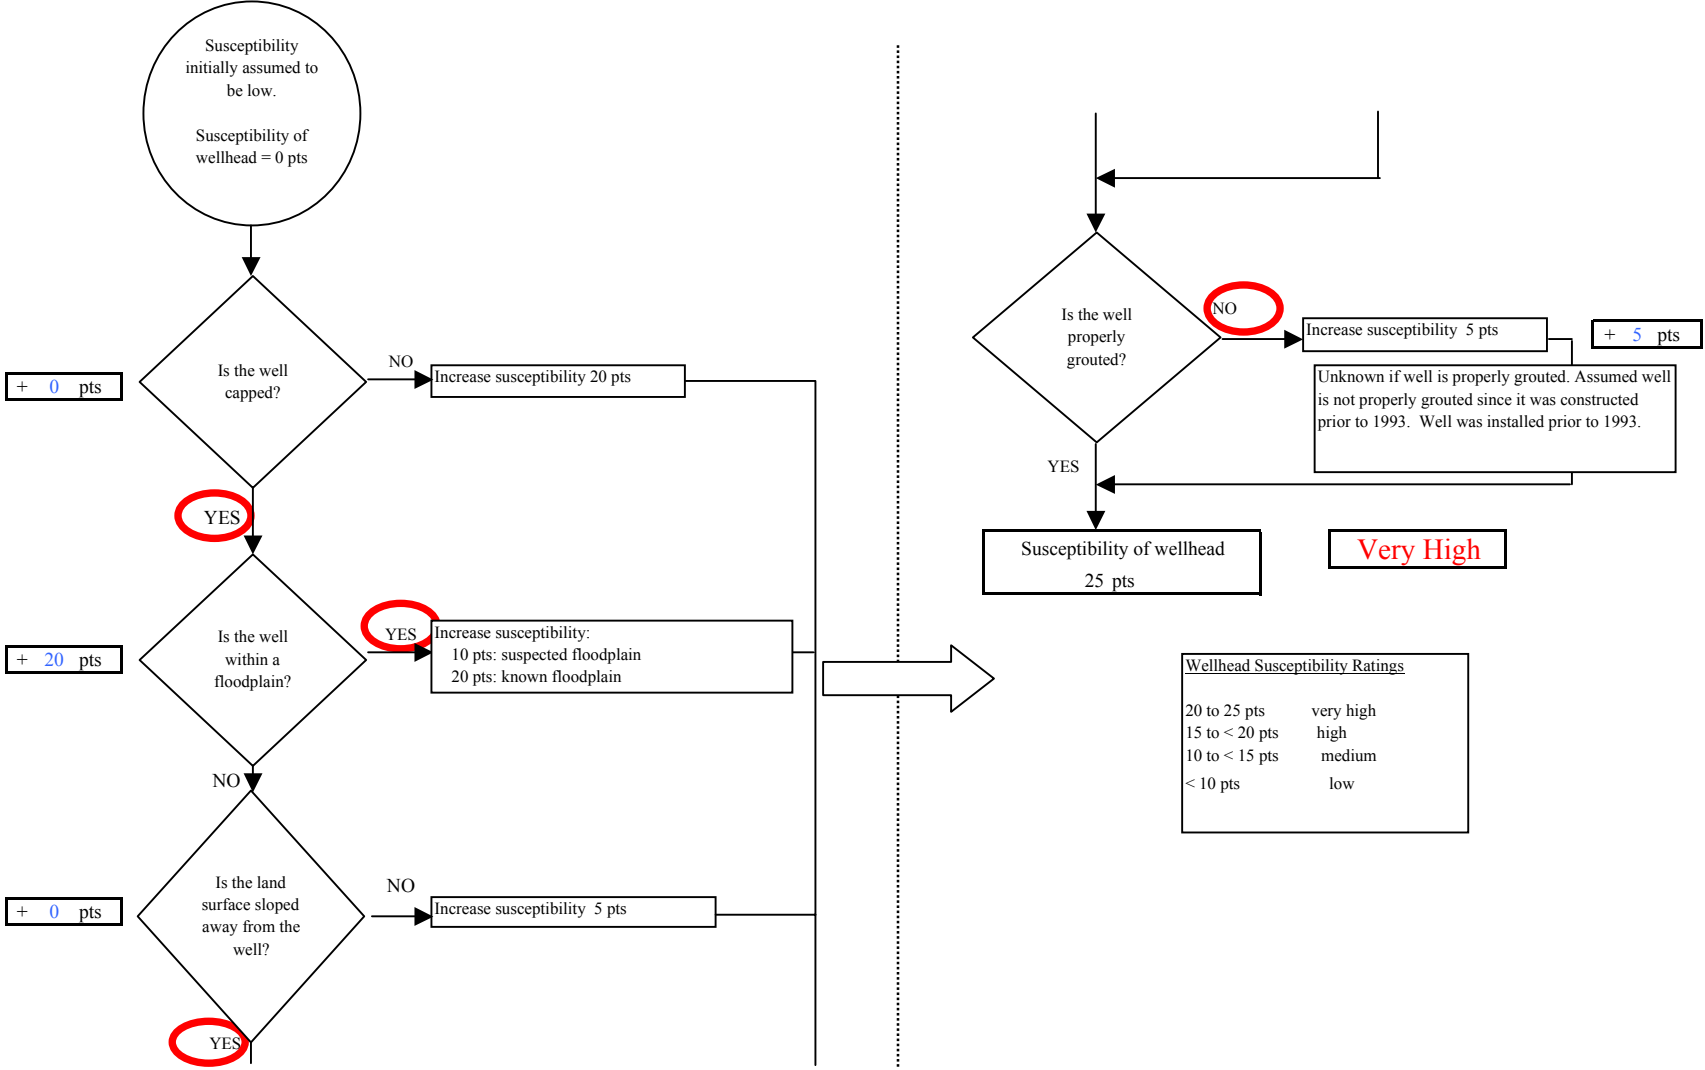 Susceptibility
initially assumed to
be low.
Susceptibility of
wellhead = 0 pts
Is the well
capped?
NO
Increase susceptibility 20 pts
+ 0 pts
YES
Is the well
within a
floodplain?
YES
Increase susceptibility:
10 pts: suspected floodplain
20 pts: known floodplain
+ 20 pts
NO
Is the land
surface sloped
away from the
well?
NO
Increase susceptibility 5 pts
+ 0 pts
YES
Is the well
properly
grouted?
NO
Increase susceptibility 5 pts
+ 5 pts
Unknown if well is properly grouted. Assumed well
is not properly grouted since it was constructed
prior to 1993. Well was installed prior to 1993.
YES
Susceptibility of wellhead
25 pts
Very High
Wellhead Susceptibility Ratings
20 to 25 pts very high
15 to < 20 pts high
10 to < 15 pts medium
< 10 pts low